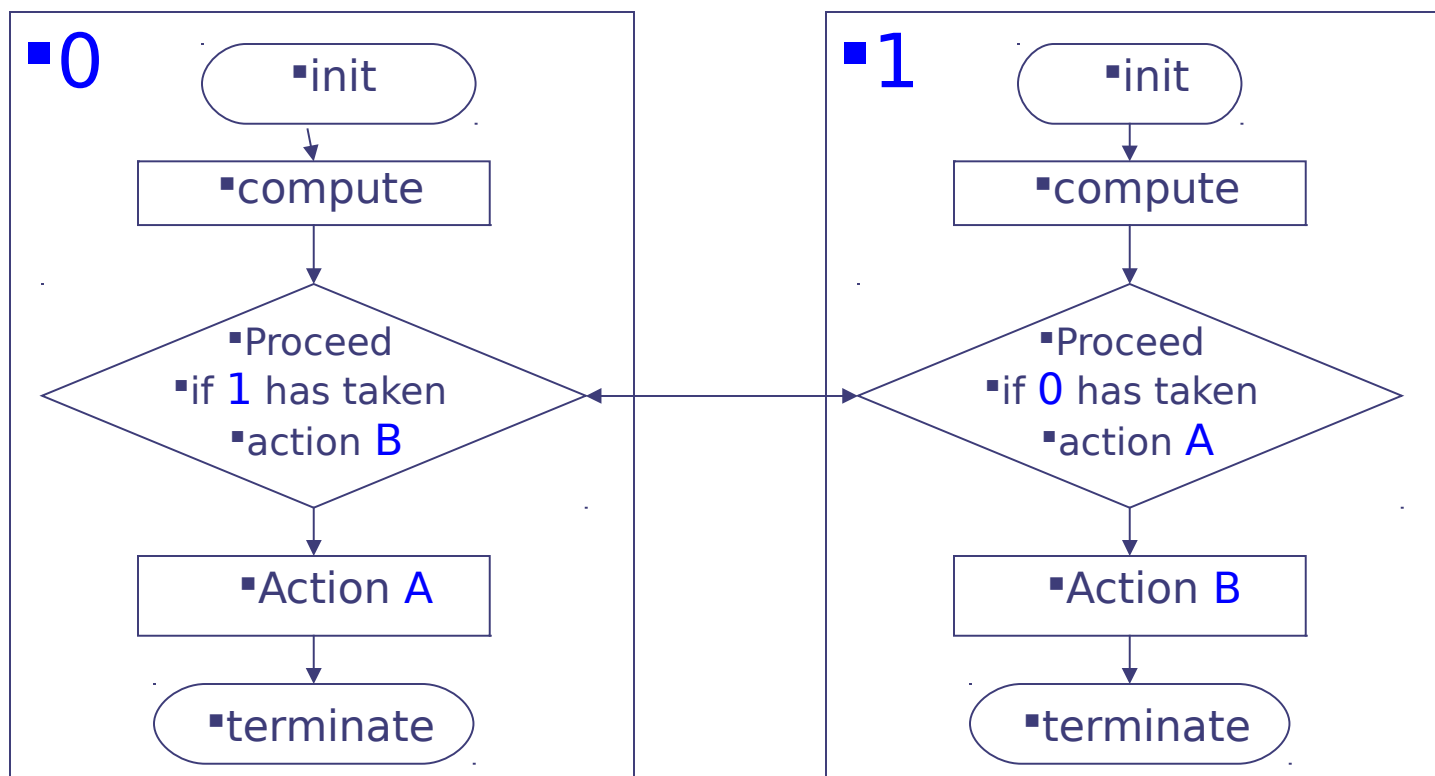 ▪0
▪init
▪compute
▪Proceed
▪if 1 has taken
▪action B
▪Action A
▪terminate
▪1
▪init
▪compute
▪Proceed
▪if 0 has taken
▪action A
▪Action B
▪terminate